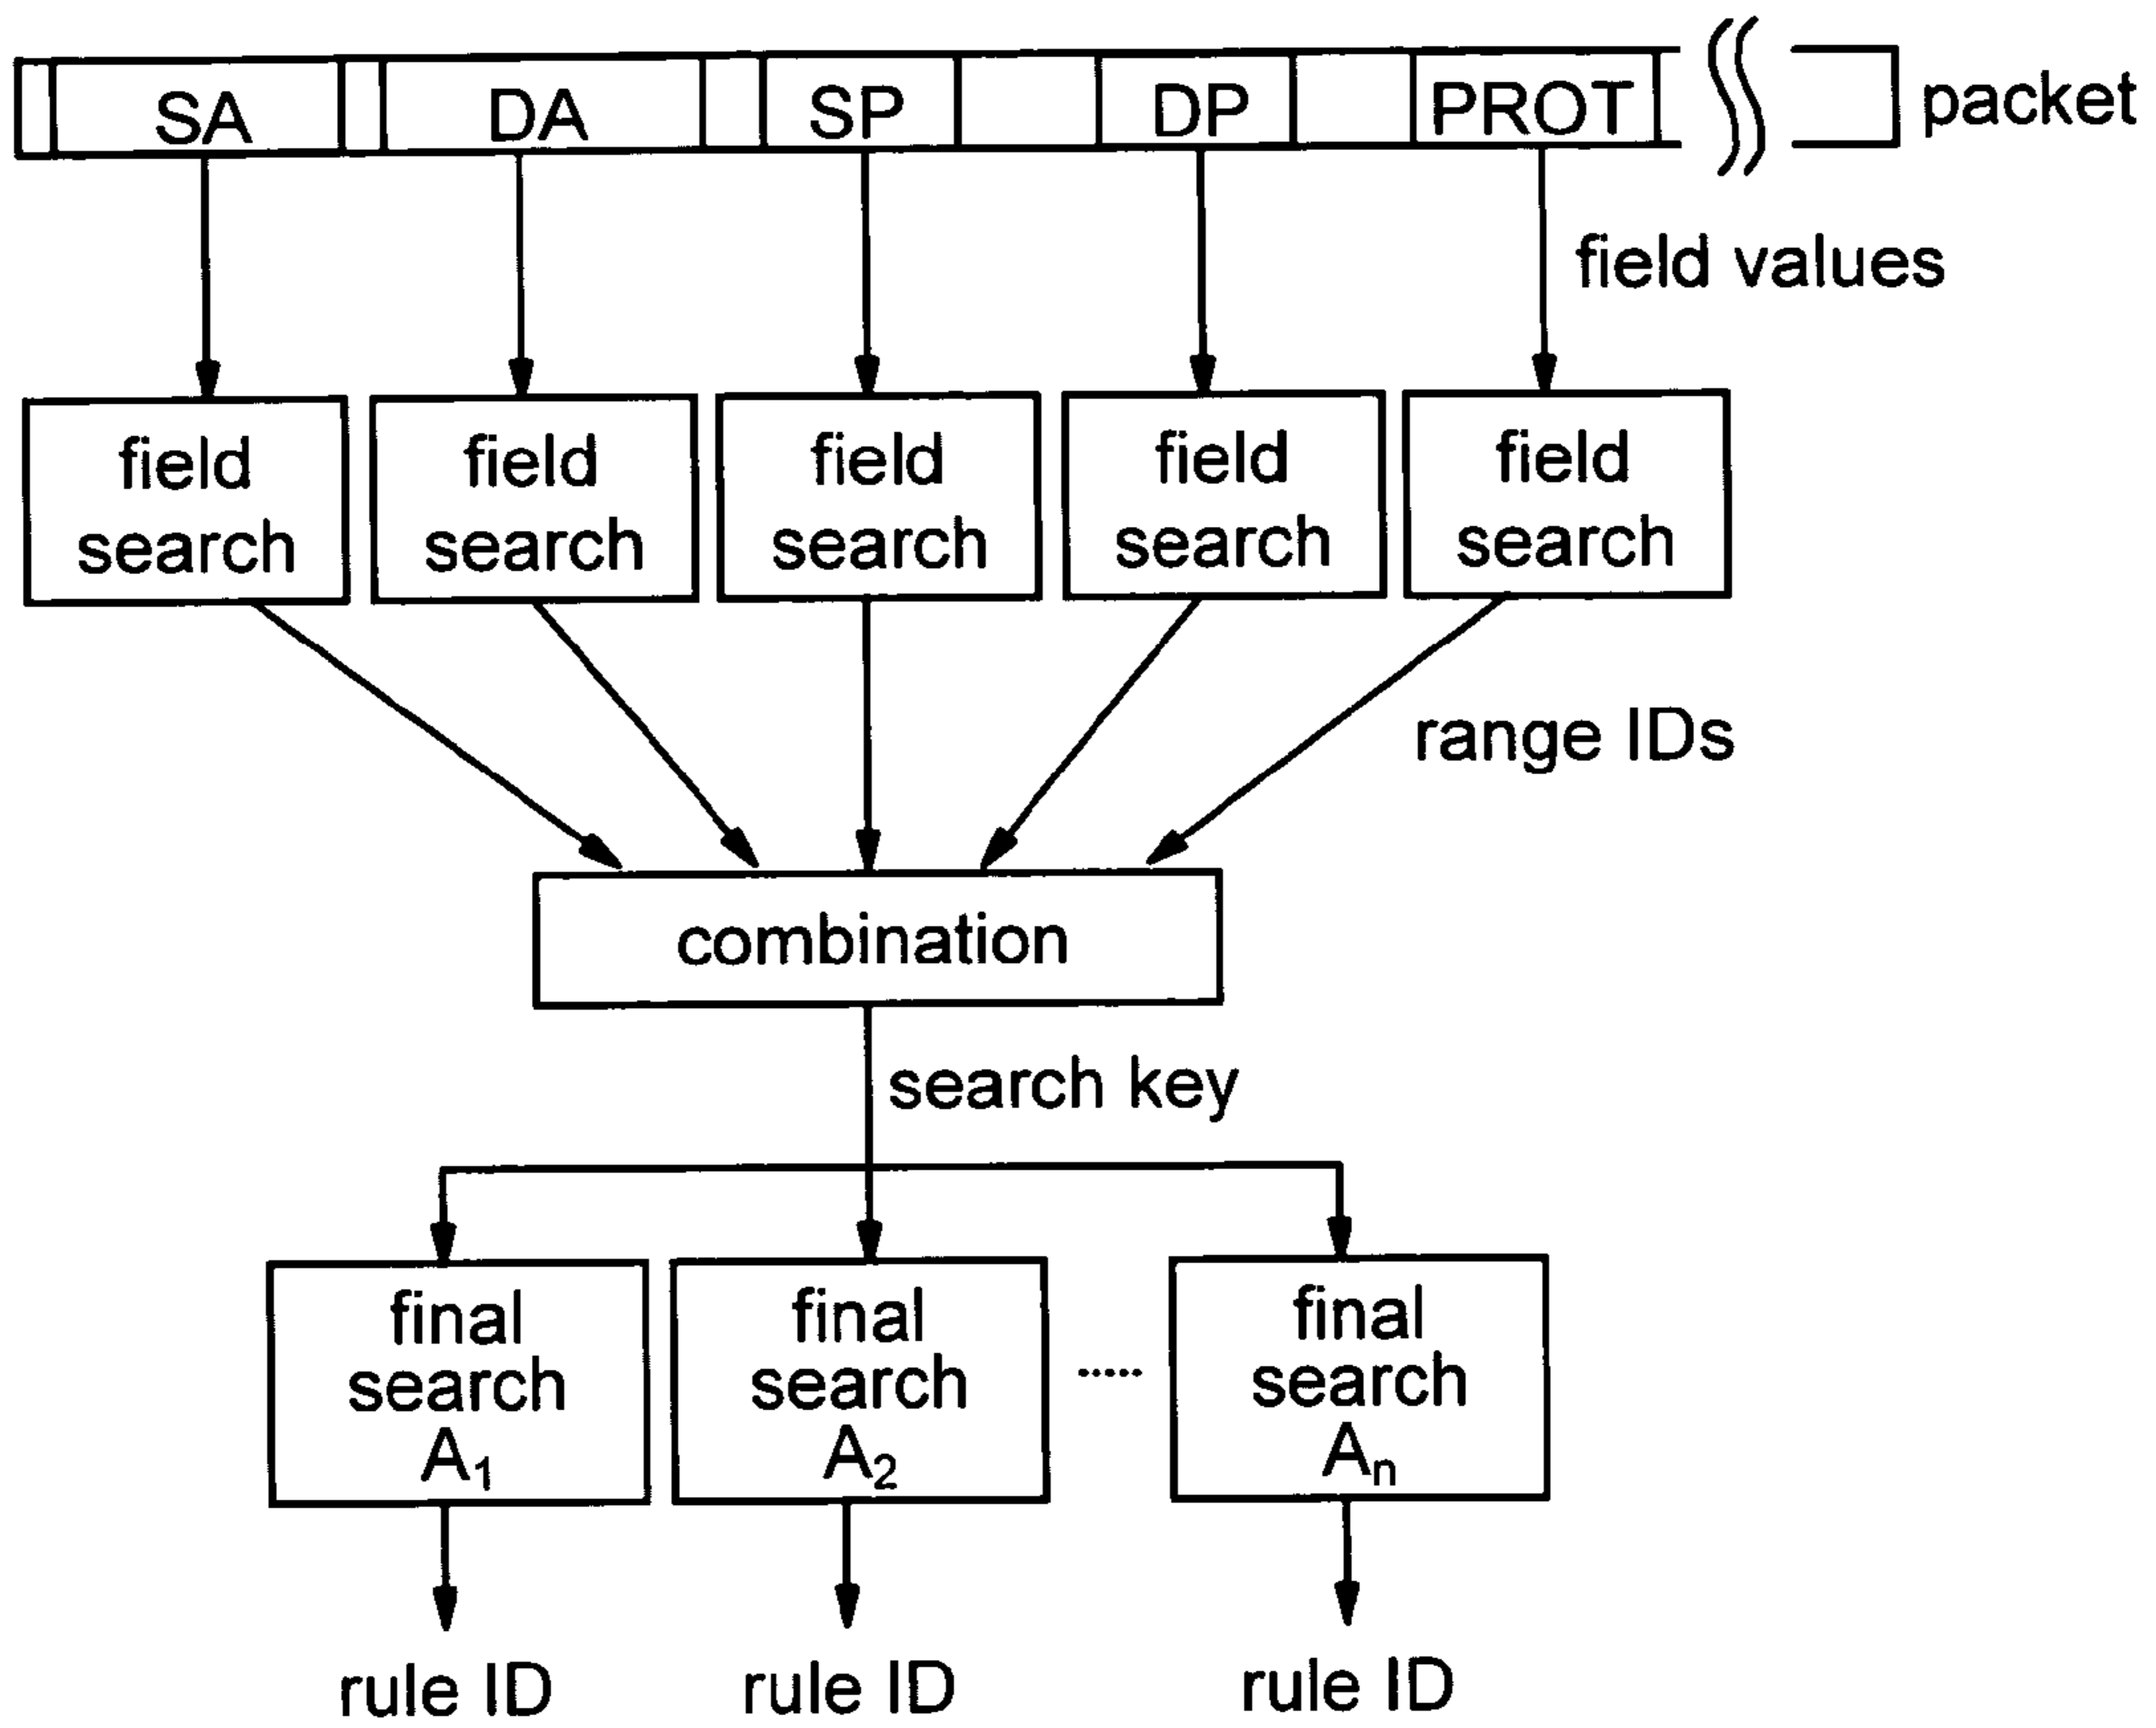 SA DA SP DP PROT packet
field values
field search
field search
field search
field search
field search
range IDs
combination
search key
final search A1
final search A2
.....
final search An
rule ID
rule ID
rule ID